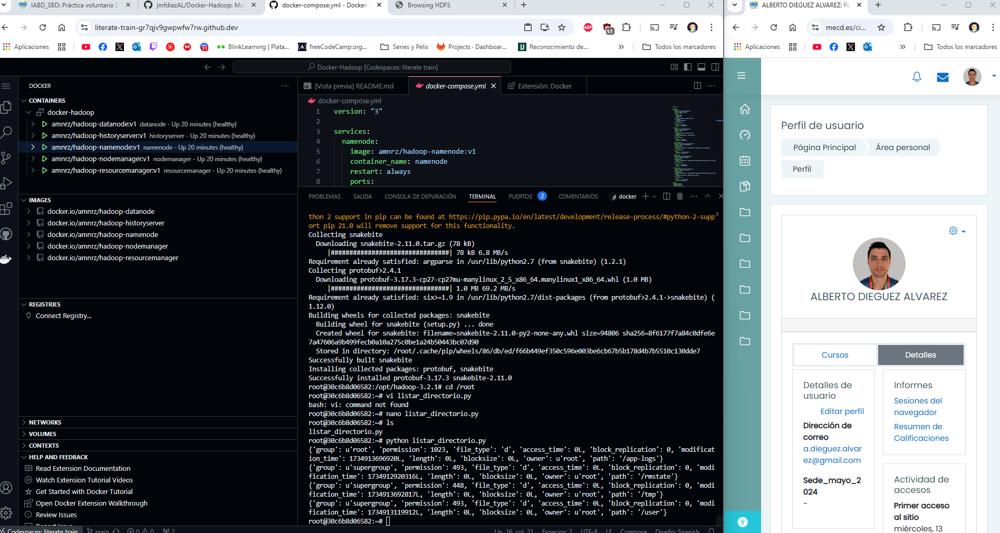 IABD_SBD: Práctica voluntaria S
jmfdiazAL/Docker-Hadoop: Mo
docker-compose.yml - Docker-
Browsing HDFS
literate-train-gr7qjv9gwpwfw7rw.github.dev
ABP
51
Aplicaciones
11
BlinkLearning | Plata...
freeCodeCamp.org...
Series y Pelis
Projects · Dashboar...
Reconocimiento de...
Todos los marcadores
Docker-Hadoop [Codespaces: literate train]
DOCKER
CONTAINERS
docker-hadoop
amnrz/hadoop-datanode:v1 datanode - Up 20 minutes (healthy)
amnrz/hadoop-historyserver:v1 historyserver - Up 20 minutes (healthy)
amnrz/hadoop-namenode:v1 namenode - Up 20 minutes (healthy)
amnrz/hadoop-nodemanager:v1 nodemanager - Up 20 minutes (healthy)
amnrz/hadoop-resourcemanager:v1 resourcemanager - Up 20 minutes (healthy)
IMAGES
docker.io/amnrz/hadoop-datanode
docker.io/amnrz/hadoop-historyserver
docker.io/amnrz/hadoop-namenode
docker.io/amnrz/hadoop-nodemanager
docker.io/amnrz/hadoop-resourcemanager
REGISTRIES
Connect Registry...
NETWORKS
VOLUMES
CONTEXTS
HELP AND FEEDBACK
Read Extension Documentation
Watch Extension Tutorial Videos
Get Started with Docker Tutorial
Open Docker Extension Walkthrough
Review Issues
Report Issue
[Vista previa] README.md
docker-compose.yml
Extensión: Docker
docker-compose.yml
1 version: "3"
2
3 services:
4 namenode:
5 image: amnrz/hadoop-namenode:v1
6 container_name: namenode
7 restart: always
8 ports:
PROBLEMAS SALIDA CONSOLA DE DEPURACIÓN TERMINAL PUERTOS 2 COMENTARIOS docker
thon 2 support in pip can be found at https://pip.pypa.io/en/latest/development/release-process/#python-2-supp
ort pip 21.0 will remove support for this functionality.
Collecting snakebite
Downloading snakebite-2.11.0.tar.gz (78 kB)
|################################| 78 kB 6.8 MB/s
Requirement already satisfied: argparse in /usr/lib/python2.7 (from snakebite) (1.2.1)
Collecting protobuf>2.4.1
Downloading protobuf-3.17.3-cp27-cp27mu-manylinux_2_5_x86_64.manylinux1_x86_64.whl (1.0 MB)
|################################| 1.0 MB 69.2 MB/s
Requirement already satisfied: six>=1.9 in /usr/lib/python2.7/dist-packages (from protobuf>2.4.1->snakebite) (
1.12.0)
Building wheels for collected packages: snakebite
Building wheel for snakebite (setup.py) ... done
Created wheel for snakebite: filename=snakebite-2.11.0-py2-none-any.whl size=94806 sha256=8f6177f7a84c0dfe6e
7a47606a9b499fecb0a10a275c0be1a24b50443bc07d90
Stored in directory: /root/.cache/pip/wheels/86/db/ed/f66b449ef350c596e003be6cb67b5b178d4b7b5510c130dde7
Successfully built snakebite
Installing collected packages: protobuf, snakebite
Successfully installed protobuf-3.17.3 snakebite-2.11.0
root@30c6b8d06582:/opt/hadoop-3.2.1# cd /root
root@30c6b8d06582:~# vi listar_directorio.py
bash: vi: command not found
root@30c6b8d06582:~# nano listar_directorio.py
root@30c6b8d06582:~# ls
listar_directorio.py
root@30c6b8d06582:~# python listar_directorio.py
{'group': u'root', 'permission': 1023, 'file_type': 'd', 'access_time': 0L, 'block_replication': 0, 'modificat
ion_time': 1734913696920L, 'length': 0L, 'blocksize': 0L, 'owner': u'root', 'path': '/app-logs'}
{'group': u'supergroup', 'permission': 493, 'file_type': 'd', 'access_time': 0L, 'block_replication': 0, 'modi
fication_time': 1734912920316L, 'length': 0L, 'blocksize': 0L, 'owner': u'root', 'path': '/rmstate'}
{'group': u'supergroup', 'permission': 448, 'file_type': 'd', 'access_time': 0L, 'block_replication': 0, 'modi
fication_time': 1734913692817L, 'length': 0L, 'blocksize': 0L, 'owner': u'root', 'path': '/tmp'}
{'group': u'supergroup', 'permission': 493, 'file_type': 'd', 'access_time': 0L, 'block_replication': 0, 'modi
fication_time': 1734913119912L, 'length': 0L, 'blocksize': 0L, 'owner': u'root', 'path': '/user'}
root@30c6b8d06582:~#
Codespaces: literate train main 0 0 2 Lín. 16, col. 21 Espacios: 2 UTF-8 LF Compose Diseño: Spanish
ALBERTO DIEGUEZ ALVAREZ: Pe
mecd.es/ci...
Aplicaciones
Todos los marcadores
Perfil de usuario
Página Principal
Área personal
Perfil
ALBERTO DIEGUEZ ALVAREZ
Cursos
Detalles
Detalles de
usuario
Editar perfil
Dirección de
correo
a.dieguez.alvar
ez@gmail.com
Sede_mayo_2
024
-
Informes
Sesiones del
navegador
Resumen de
Calificaciones
Actividad de
accesos
Primer acceso
al sitio
miércoles, 13